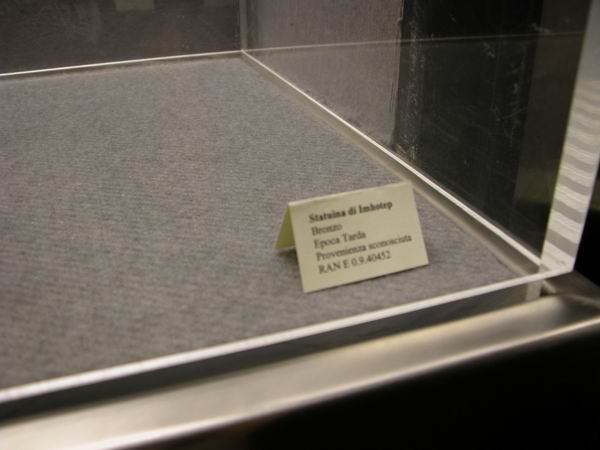 Statuina di Imhotep
Bronzo
Epoca Tarda
Provenienza sconosciuta
RAN E 0.9.40452